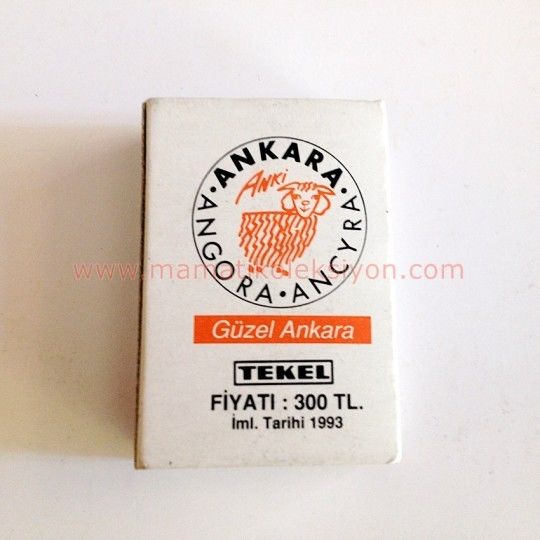 ANKARA · ANCYRA · ANGORA ·
ANKİ
www.mamatikoleksiyon.com
Güzel Ankara
TEKEL
FİYATI : 300 TL.
İml. Tarihi 1993